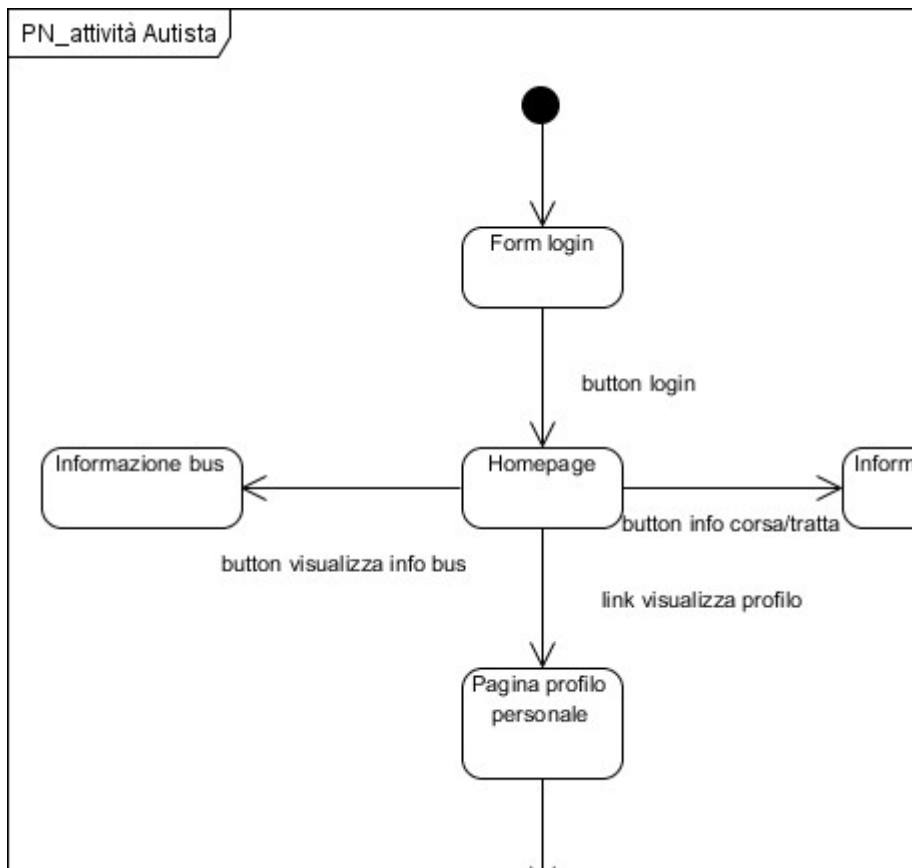 PN_attività Autista
Form login
button login
Informazione bus
Homepage
Inform
button info corsa/tratta
button visualizza info bus
link visualizza profilo
Pagina profilo
personale